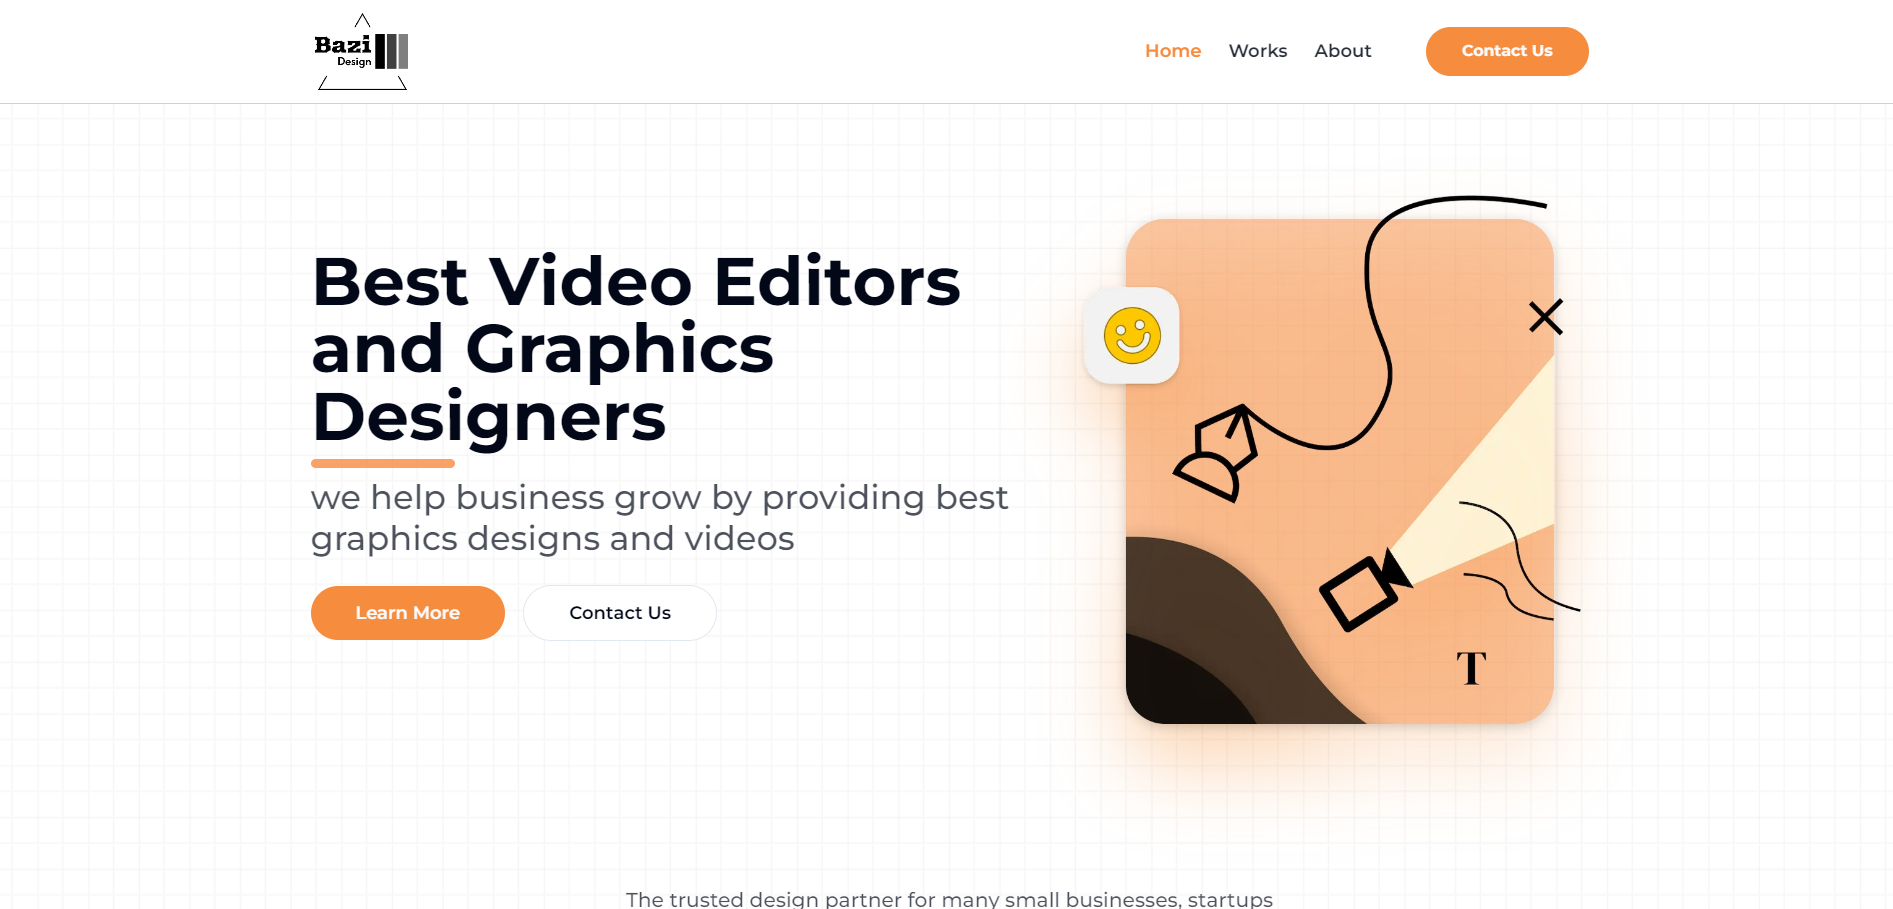 Bazi
Design
Home
Works
About
Contact Us
Best Video Editors
and Graphics
Designers
we help business grow by providing best
graphics designs and videos
Learn More
Contact Us
T
The trusted design partner for many small businesses, startups